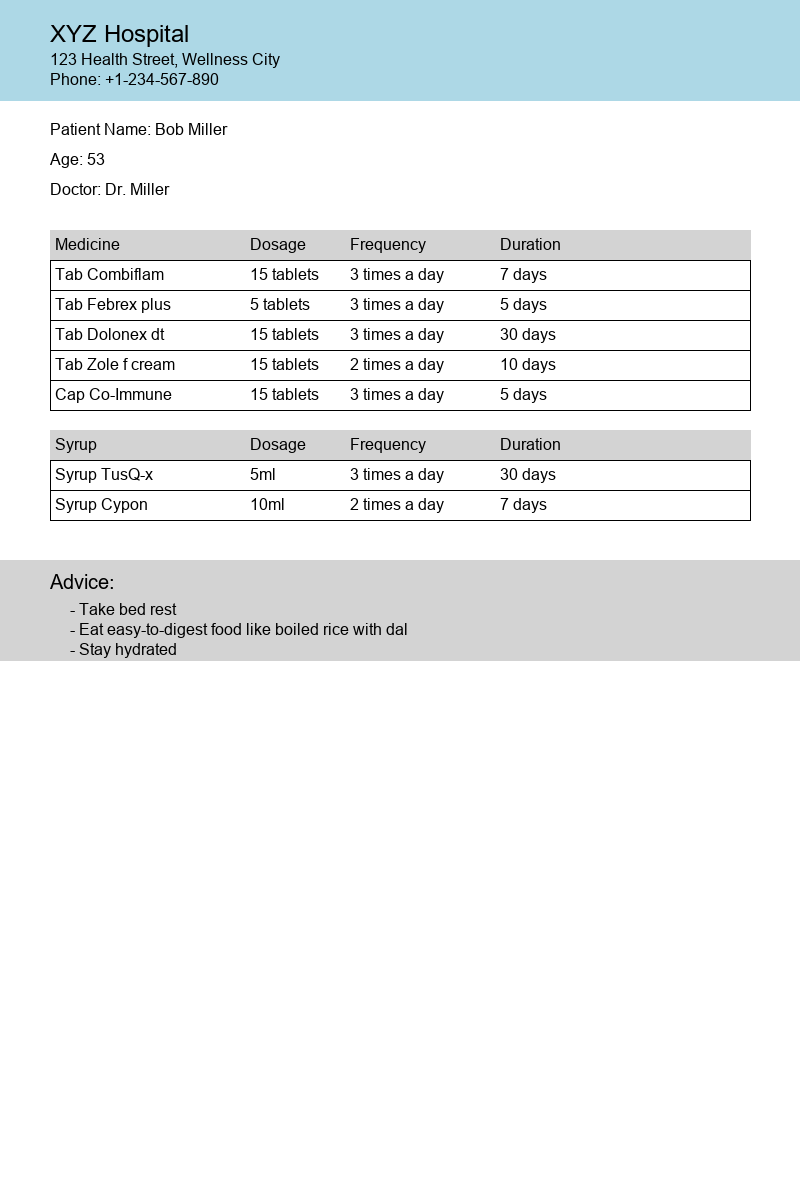 XYZ Hospital
123 Health Street, Wellness City
Phone: +1-234-567-890
Patient Name: Bob Miller
Age: 53
Doctor: Dr. Miller
Medicine Dosage Frequency Duration
Tab Combiflam 15 tablets 3 times a day 7 days
Tab Febrex plus 5 tablets 3 times a day 5 days
Tab Dolonex dt 15 tablets 3 times a day 30 days
Tab Zole f cream 15 tablets 2 times a day 10 days
Cap Co-Immune 15 tablets 3 times a day 5 days
Syrup Dosage Frequency Duration
Syrup TusQ-x 5ml 3 times a day 30 days
Syrup Cypon 10ml 2 times a day 7 days
Advice:
- Take bed rest
- Eat easy-to-digest food like boiled rice with dal
- Stay hydrated